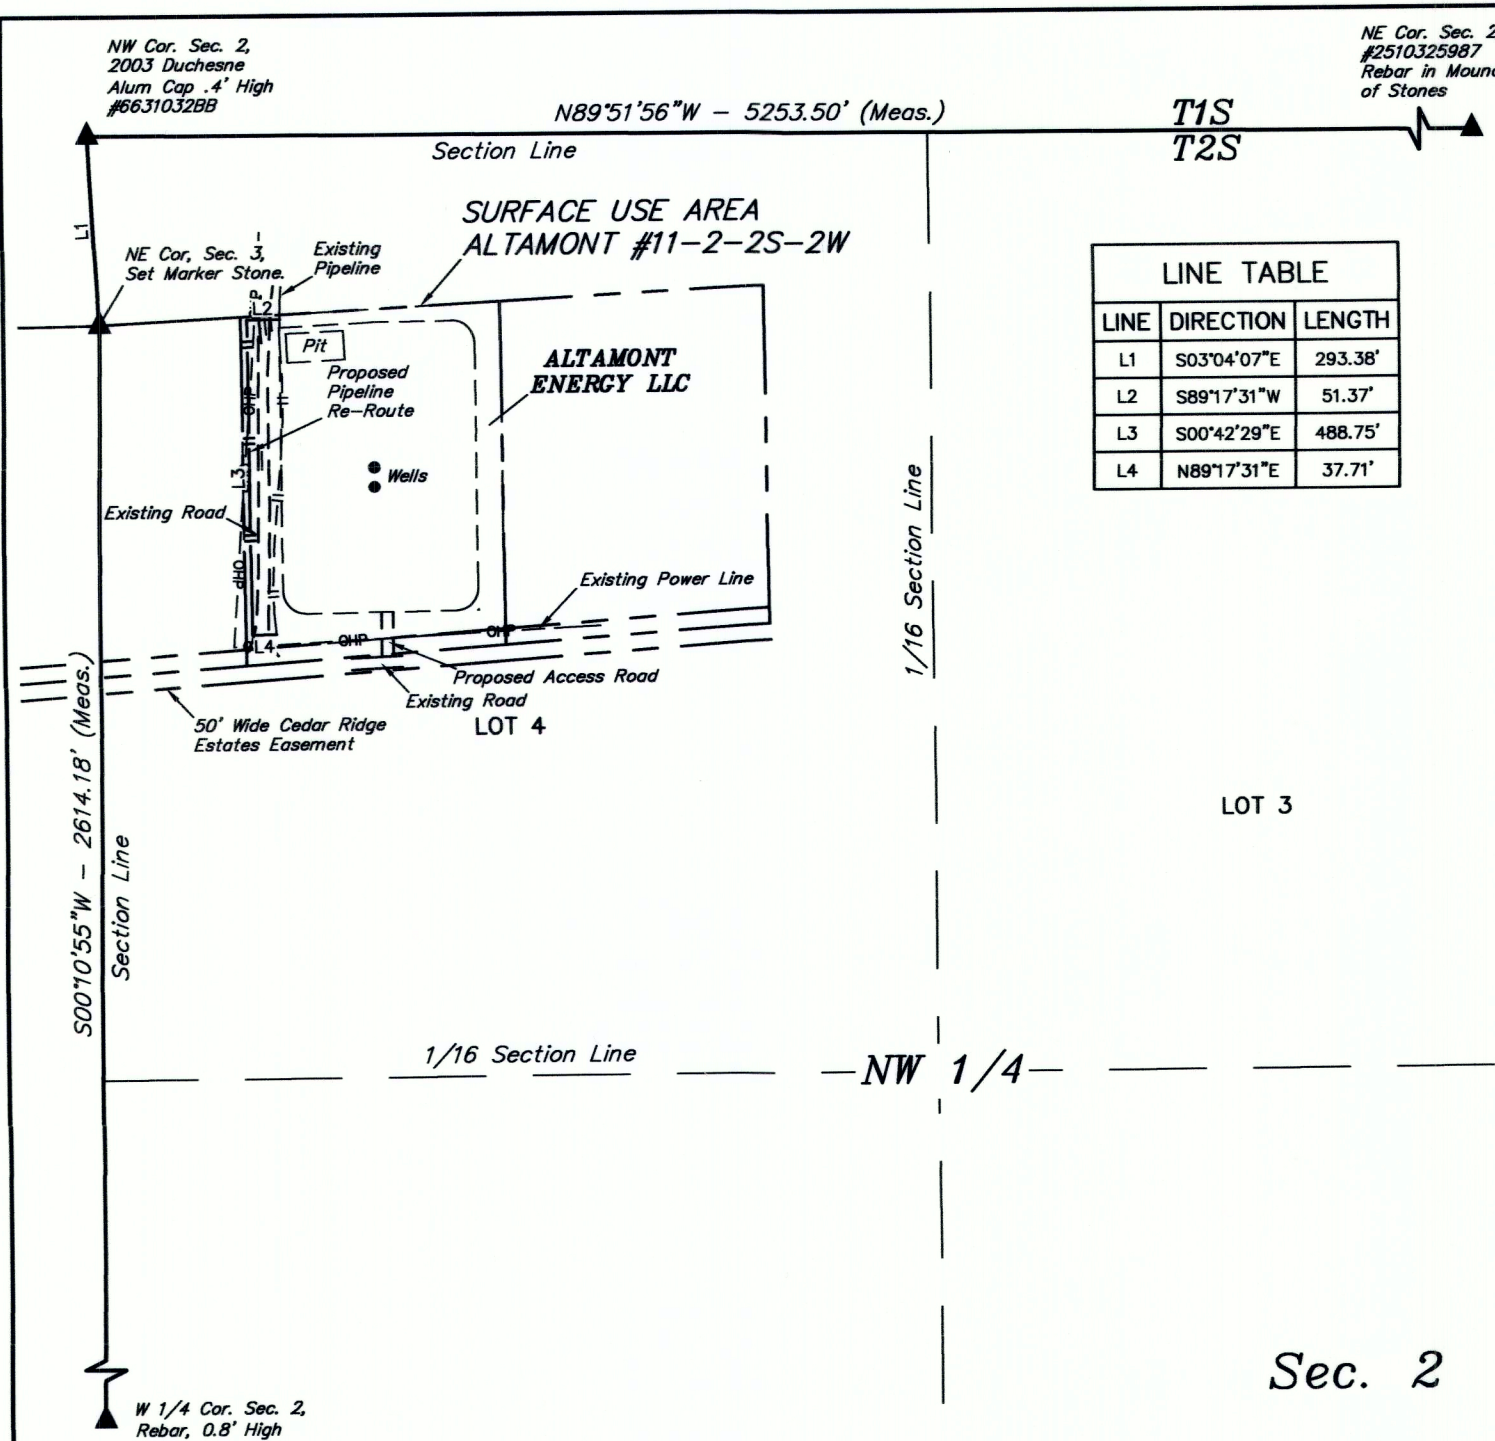 NW Cor. Sec. 2,
2003 Duchesne
Alum Cap .4' High
#6631032BB
NE Cor. Sec. 2
#2510325987
Rebar in Moun
of Stones
N89°51'56"W - 5253.50' (Meas.)
T1S
Section Line
T2S
SURFACE USE AREA
ALTAMONT #11-2-2S-2W
L1
NE Cor, Sec. 3,
Set Marker Stone.
Existing
Pipeline
P
L2
LINE TABLE
LINE DIRECTION LENGTH
L1 S03°04'07"E 293.38'
L2 S89°17'31"W 51.37'
L3 S00°42'29"E 488.75'
L4 N89°17'31"E 37.71'
Pit
ALTAMONT
ENERGY LLC
Proposed
Pipeline
Re-Route
OHP
L3
Wells
Existing Road
OHP
Existing Power Line
1/16 Section Line
OHP
OHP
L4
Proposed Access Road
Existing Road
50' Wide Cedar Ridge
Estates Easement
LOT 4
LOT 3
S00°10'55"W - 2614.18' (Meas.)
Section Line
1/16 Section Line
NW 1/4
Sec. 2
W 1/4 Cor. Sec. 2,
Rebar, 0.8' High